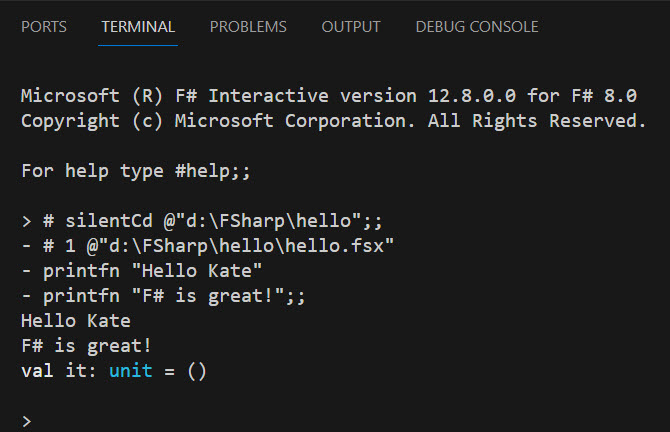 PORTS TERMINAL PROBLEMS OUTPUT DEBUG CONSOLE
Microsoft (R) F# Interactive version 12.8.0.0 for F# 8.0
Copyright (c) Microsoft Corporation. All Rights Reserved.
For help type #help;;
> # silentCd @"d:\FSharp\hello";;
- # 1 @"d:\FSharp\hello\hello.fsx"
- printfn "Hello Kate"
- printfn "F# is great!";;
Hello Kate
F# is great!
val it: unit = ()
>